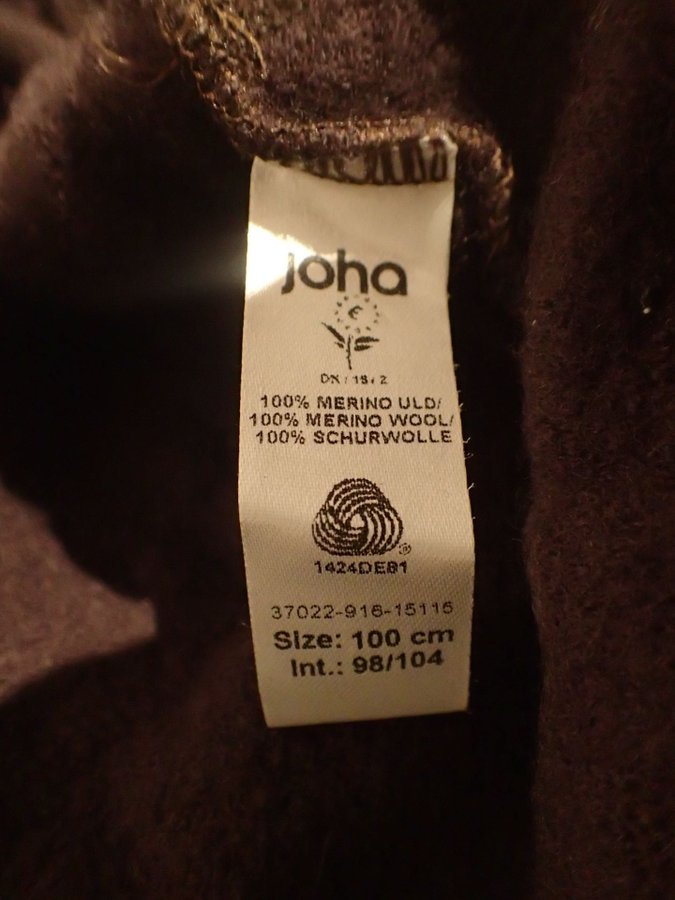 joha
DK / 15 / 2
100% MERINO ULD/
100% MERINO WOOL/
100% SCHURWOLLE
1424DE81
37022-916-15115
Size: 100 cm
Int.: 98/104